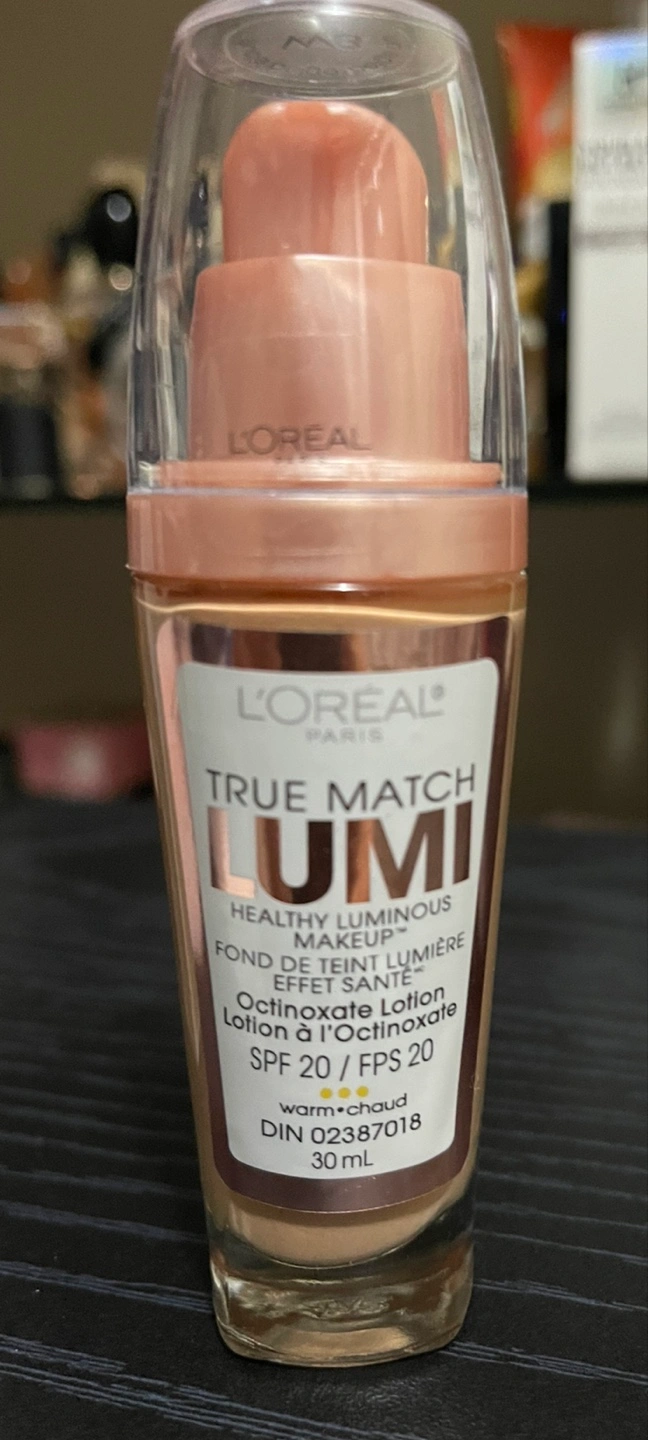 L'ORÉAL
L'ORÉAL®
PARIS
TRUE MATCH
LUMI
HEALTHY LUMINOUS
MAKEUP™
FOND DE TEINT LUMIÈRE
EFFET SANTÉᴹᶜ
Octinoxate Lotion
Lotion à l'Octinoxate
SPF 20 / FPS 20
warm•chaud
DIN 02387018
30 mL